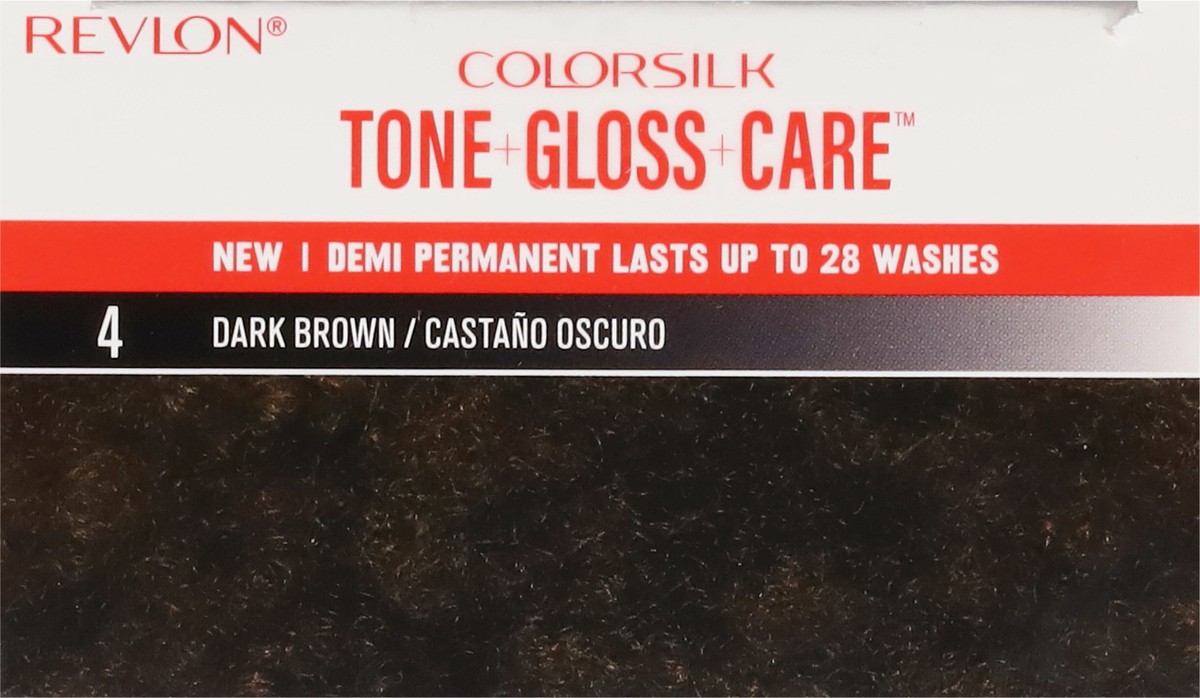 REVLON®
COLORSILK
TONE+GLOSS+CARE™
NEW | DEMI PERMANENT LASTS UP TO 28 WASHES
4 DARK BROWN / CASTAÑO OSCURO